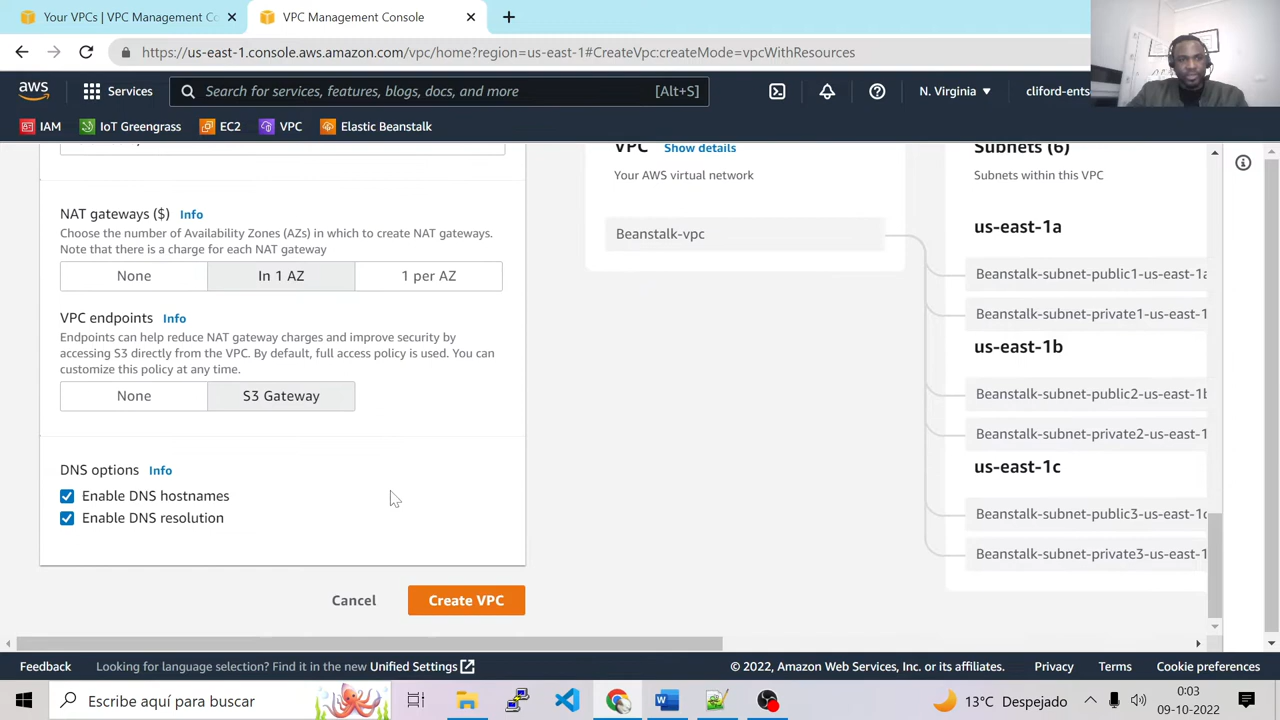 Your VPCs | VPC Management Co
VPC Management Console
https://us-east-1.console.aws.amazon.com/vpc/home?region=us-east-1#CreateVpc:createMode=vpcWithResources
aws
Services
Search for services, features, blogs, docs, and more
[Alt+S]
N. Virginia
cliford-ents
IAM
IoT Greengrass
EC2
VPC
Elastic Beanstalk
NAT gateways ($) Info
Choose the number of Availability Zones (AZs) in which to create NAT gateways.
Note that there is a charge for each NAT gateway
None
In 1 AZ
1 per AZ
VPC endpoints Info
Endpoints can help reduce NAT gateway charges and improve security by
accessing S3 directly from the VPC. By default, full access policy is used. You can
customize this policy at any time.
None
S3 Gateway
DNS options Info
Enable DNS hostnames
Enable DNS resolution
Cancel
Create VPC
VPC Show details
Your AWS virtual network
Beanstalk-vpc
Subnets (6)
Subnets within this VPC
us-east-1a
Beanstalk-subnet-public1-us-east-1a
Beanstalk-subnet-private1-us-east-1
us-east-1b
Beanstalk-subnet-public2-us-east-1b
Beanstalk-subnet-private2-us-east-1
us-east-1c
Beanstalk-subnet-public3-us-east-1c
Beanstalk-subnet-private3-us-east-1
Feedback
Looking for language selection? Find it in the new Unified Settings
© 2022, Amazon Web Services, Inc. or its affiliates.
Privacy
Terms
Cookie preferences
Escribe aquí para buscar
13°C Despejado
0:03
09-10-2022